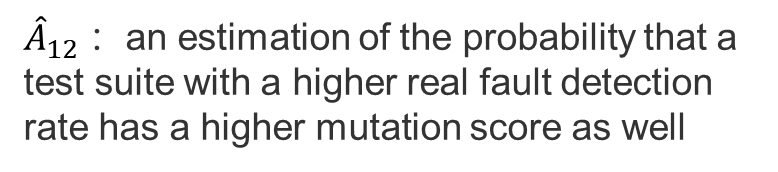 Â₁₂ : an estimation of the probability that a
test suite with a higher real fault detection
rate has a higher mutation score as well